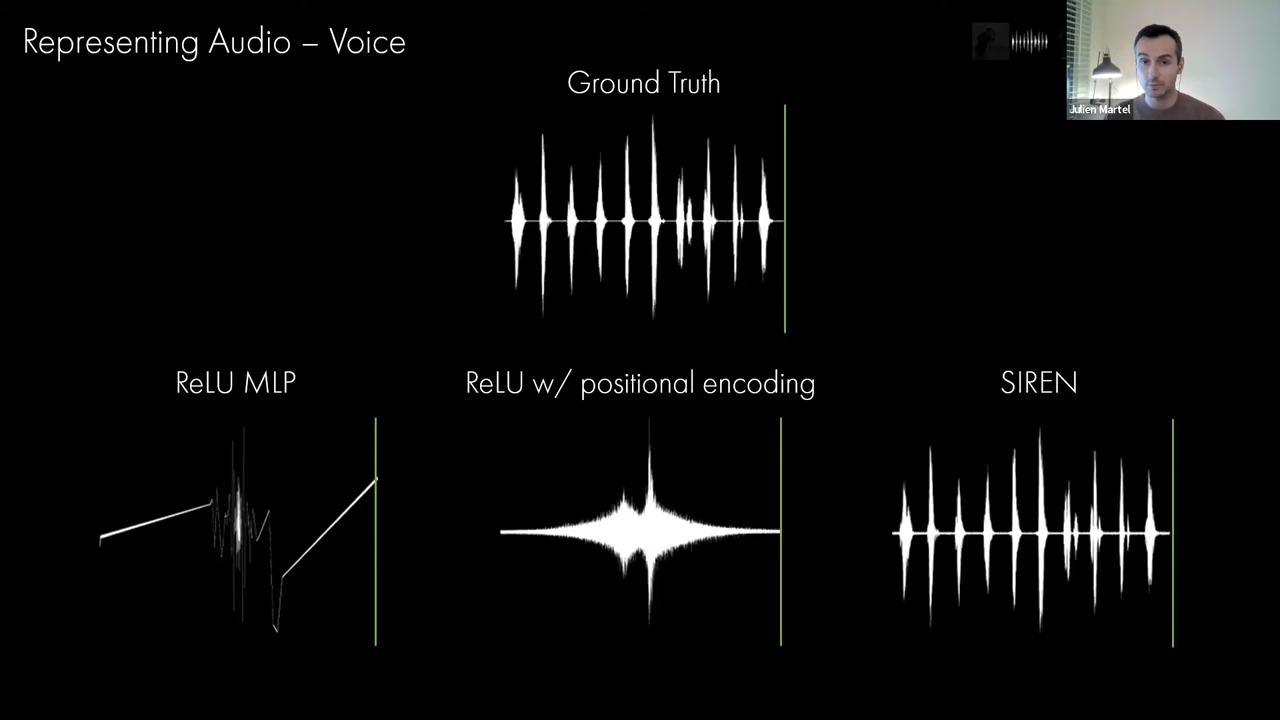 Representing Audio – Voice
Julien Martel
Ground Truth
ReLU MLP
ReLU w/ positional encoding
SIREN